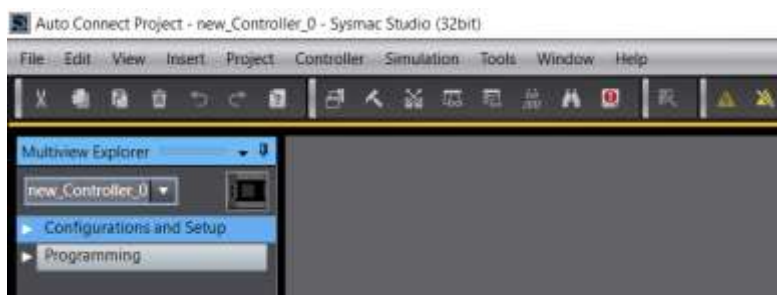 Auto Connect Project - new_Controller_0 - Sysmac Studio (32bit)
File Edit View Insert Project Controller Simulation Tools Window Help
Multiview Explorer
new_Controller_0
Configurations and Setup
Programming